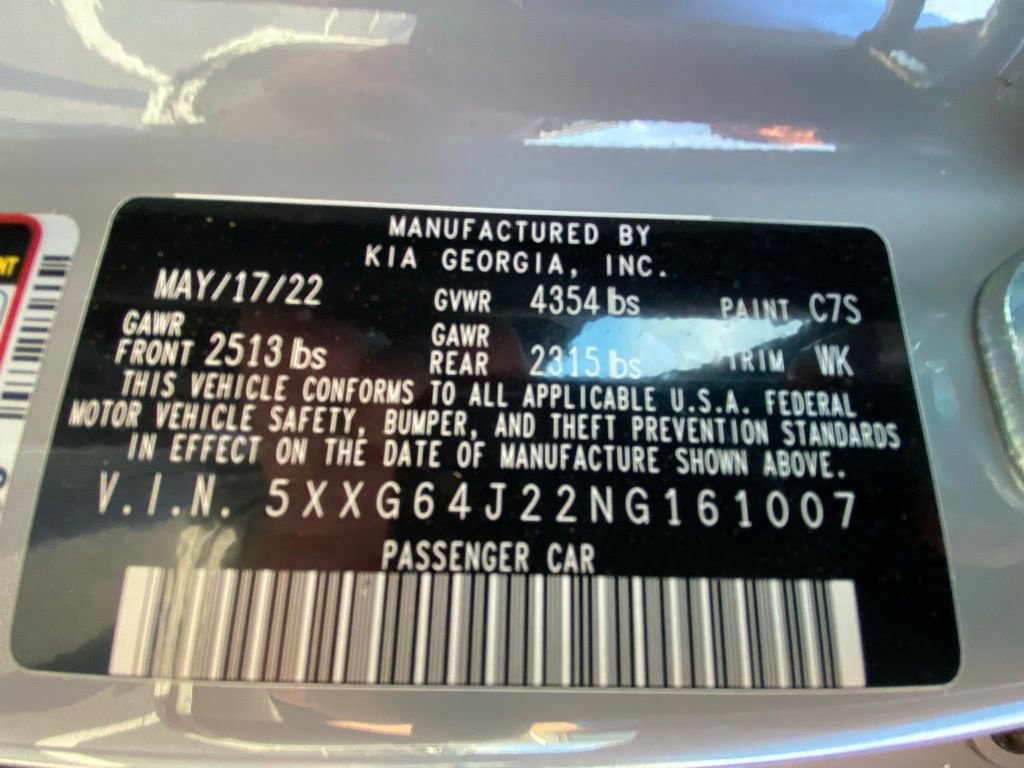 MANUFACTURED BY
KIA GEORGIA, INC.
MAY/17/22 GVWR 4354 lbs PAINT C7S
GAWR FRONT 2513 lbs GAWR REAR 2315 lbs TRIM WK
THIS VEHICLE CONFORMS TO ALL APPLICABLE U.S.A. FEDERAL
MOTOR VEHICLE SAFETY, BUMPER, AND THEFT PREVENTION STANDARDS
IN EFFECT ON THE DATE OF MANUFACTURE SHOWN ABOVE.
V.I.N. 5XXG64J22NG161007
PASSENGER CAR